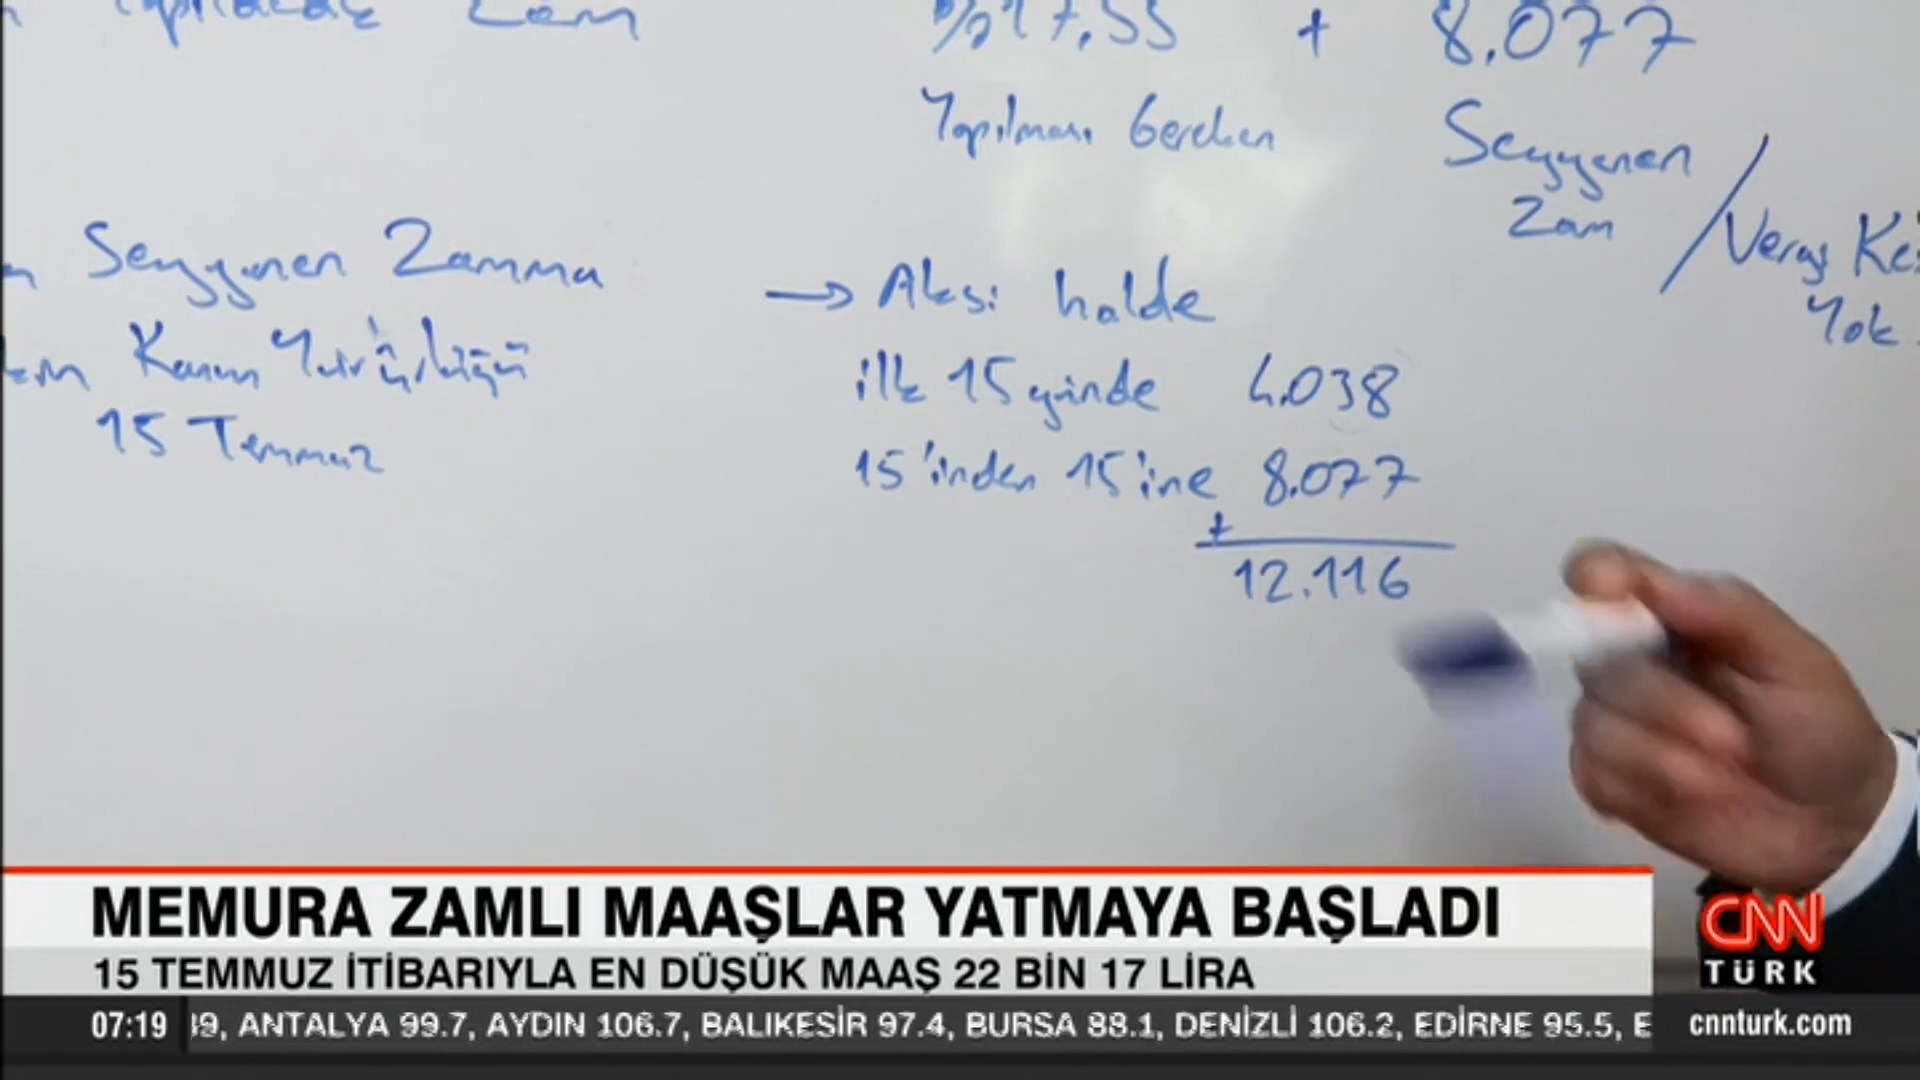 Zam %17,55 + 8.077
Yapılması Gereken
Seyyanen
Zam
Seyyanen Zamma
Kanun Yürürlüğü
15 Temmuz
→ Aksi halde
ilk 15 günde 4.038
15'inden 15'ine 8.077
+
12.116
/
Yok
MEMURA ZAMLI MAAŞLAR YATMAYA BAŞLADI
15 TEMMUZ İTİBARIYLA EN DÜŞÜK MAAŞ 22 BİN 17 LİRA
CNN
TÜRK
07:19 ANTALYA 99.7, AYDIN 106.7, BALIKESİR 97.4, BURSA 88.1, DENİZLİ 106.2, EDİRNE 95.5, E
cnnturk.com